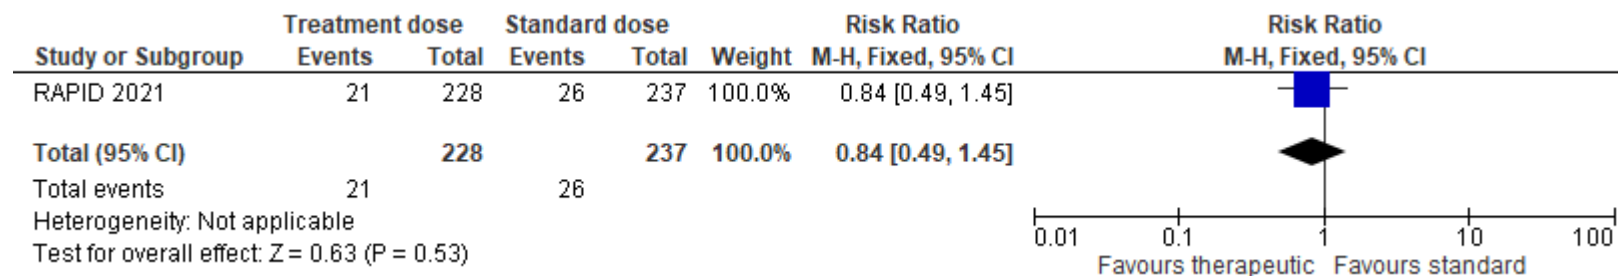 Treatment dose Standard dose Risk Ratio Risk Ratio
Study or Subgroup Events Total Events Total Weight M-H, Fixed, 95% CI M-H, Fixed, 95% CI
RAPID 2021 21 228 26 237 100.0% 0.84 [0.49, 1.45]
Total (95% CI) 228 237 100.0% 0.84 [0.49, 1.45]
Total events 21 26
Heterogeneity: Not applicable
Test for overall effect: Z = 0.63 (P = 0.53)
0.01 0.1 1 10 100
Favours therapeutic Favours standard